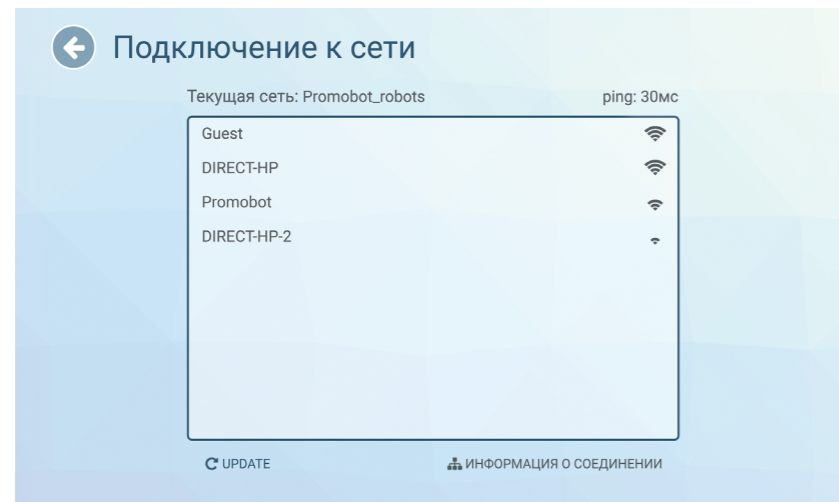 Подключение к сети
Текущая сеть: Promobot_robots ping: 30мс
Guest
DIRECT-HP
Promobot
DIRECT-HP-2
UPDATE ИНФОРМАЦИЯ О СОЕДИНЕНИИ